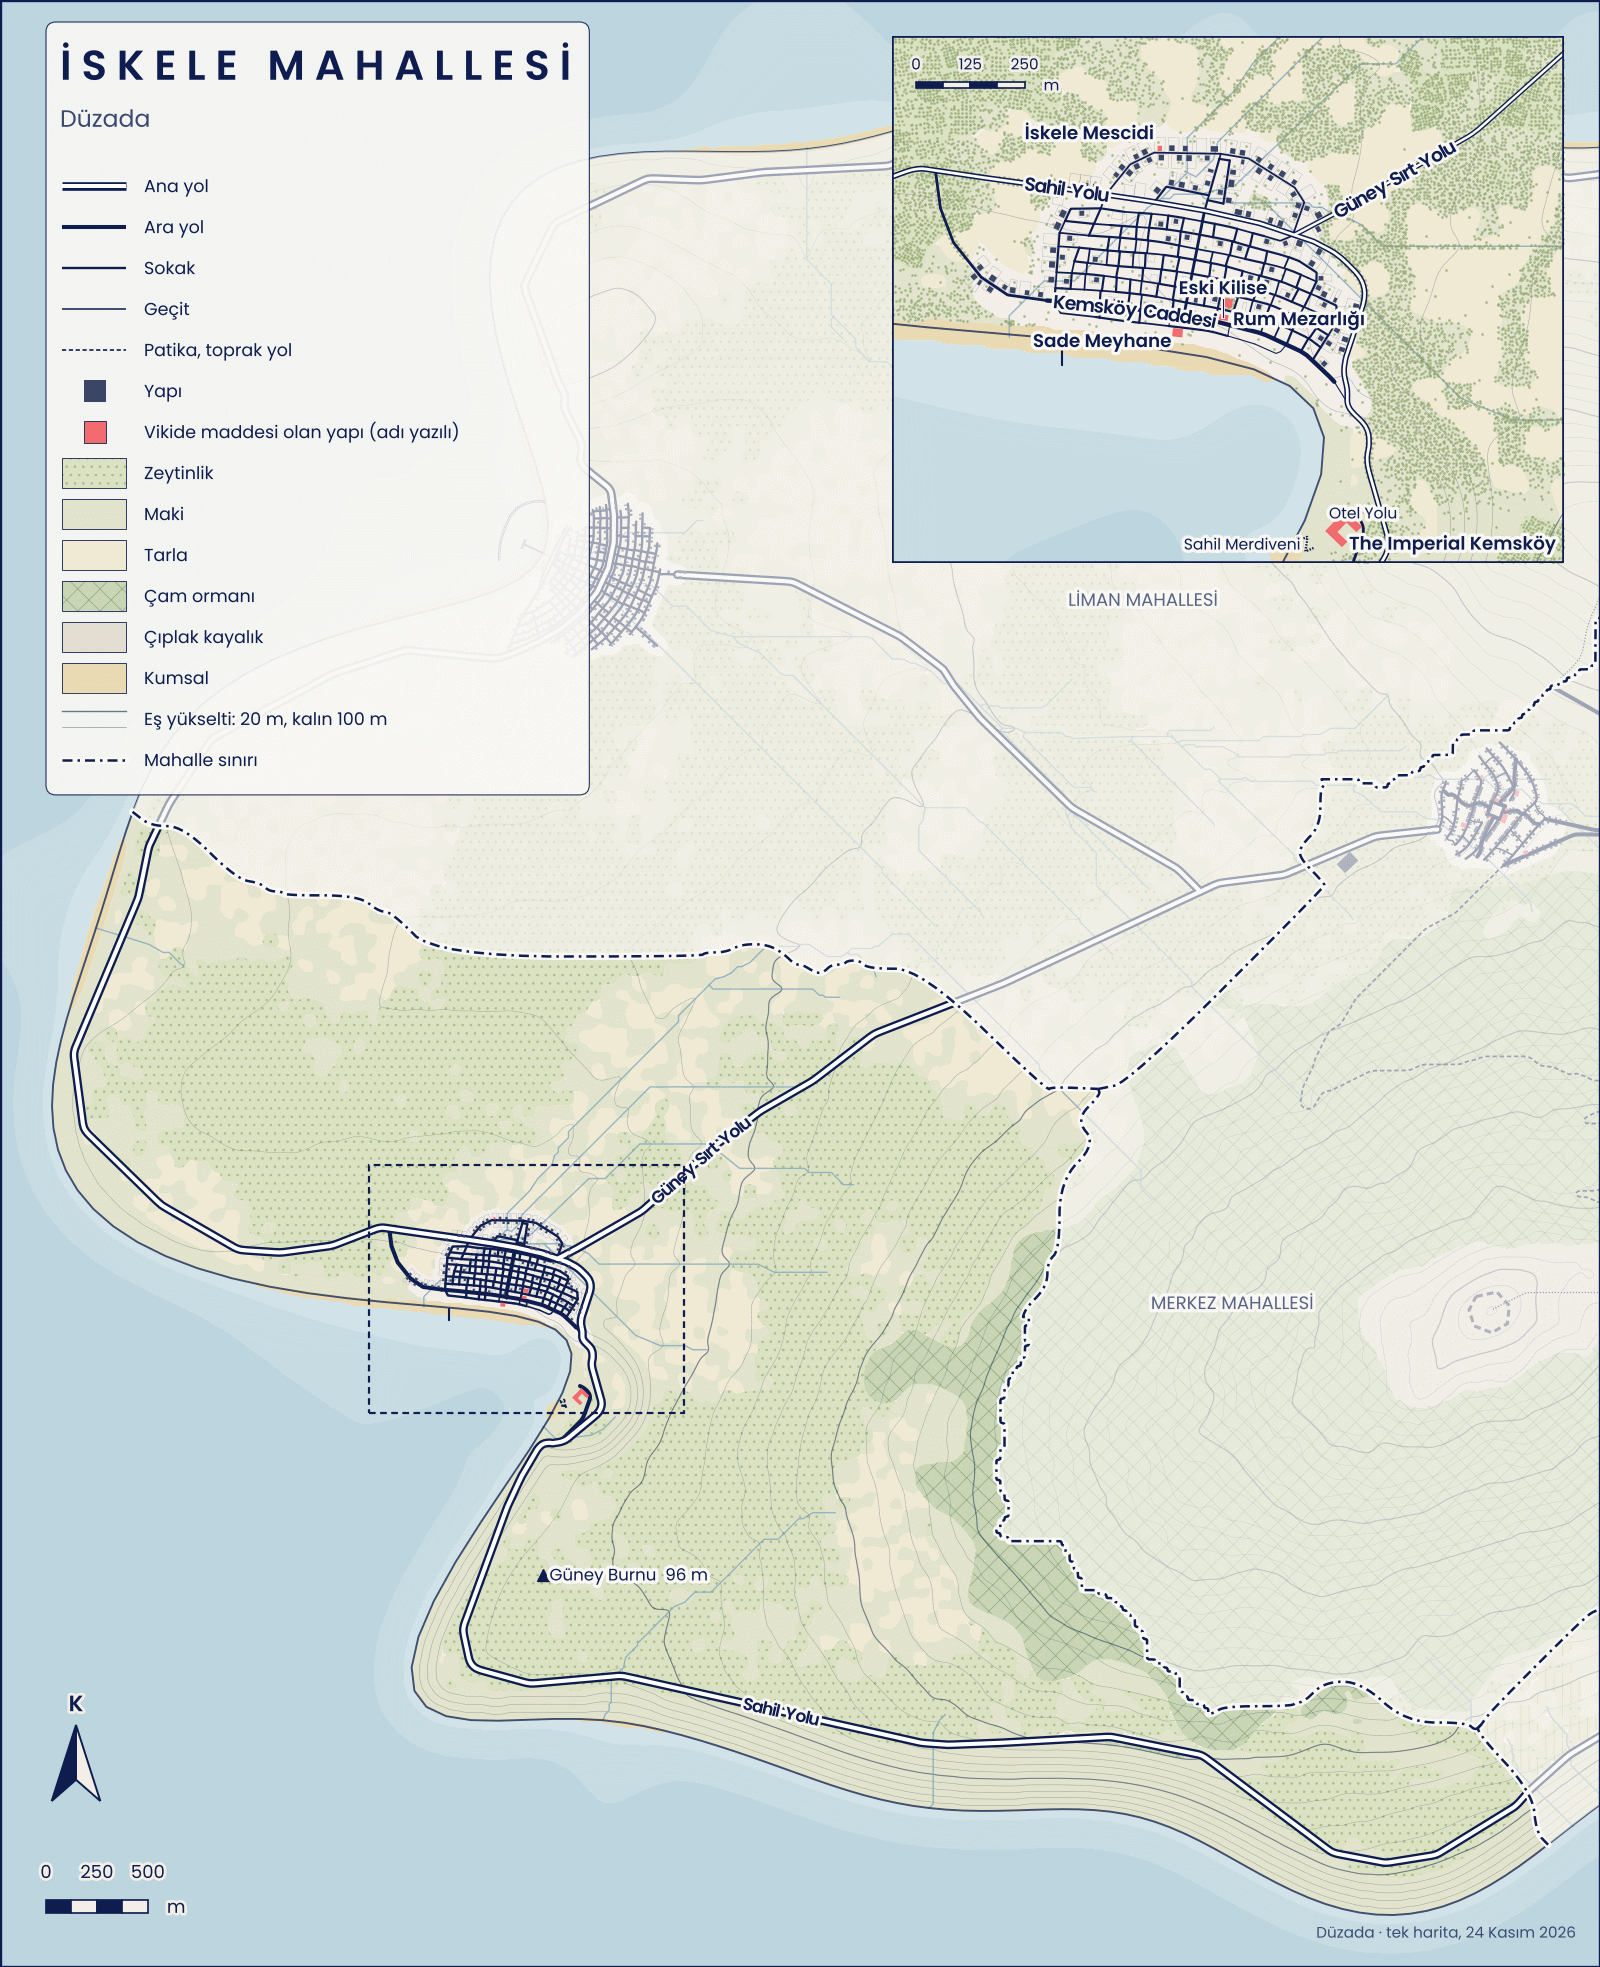 İSKELE MAHALLESİ
Düzada
Ana yol
Ara yol
Sokak
Geçit
Patika, toprak yol
Yapı
Vikide maddesi olan yapı (adı yazılı)
Zeytinlik
Maki
Tarla
Çam ormanı
Çıplak kayalık
Kumsal
Eş yükselti: 20 m, kalın 100 m
Mahalle sınırı
0 125 250
m
İskele Mescidi
Sahil Yolu
Güney Sırt Yolu
Eski Kilise
Kemsköy Caddesi
Rum Mezarlığı
Sade Meyhane
Otel Yolu
Sahil Merdiveni
The Imperial Kemsköy
LİMAN MAHALLESİ
Güney Sırt Yolu
MERKEZ MAHALLESİ
Güney Burnu 96 m
Sahil Yolu
K
0 250 500
m
Düzada · tek harita, 24 Kasım 2026